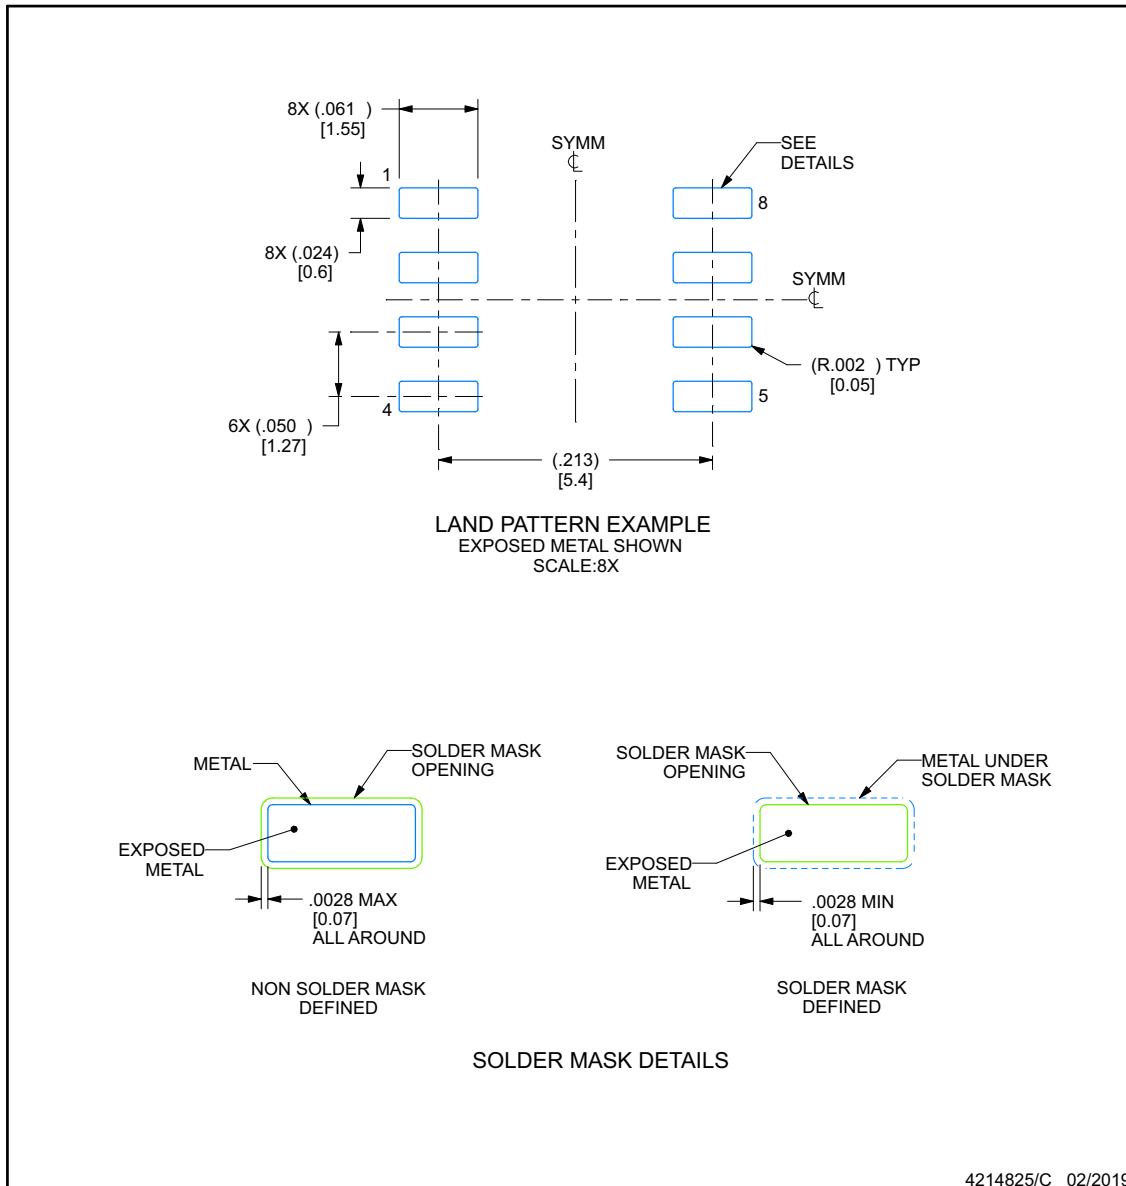 8X (.061 )
[1.55]
SYMM
SEE
DETAILS
1
8
8X (.024)
[0.6]
SYMM
(R.002 ) TYP
[0.05]
4
5
6X (.050 )
[1.27]
(.213)
[5.4]
LAND PATTERN EXAMPLE
EXPOSED METAL SHOWN
SCALE:8X
METAL
SOLDER MASK
OPENING
EXPOSED
METAL
.0028 MAX
[0.07]
ALL AROUND
NON SOLDER MASK
DEFINED
SOLDER MASK
OPENING
METAL UNDER
SOLDER MASK
EXPOSED
METAL
.0028 MIN
[0.07]
ALL AROUND
SOLDER MASK
DEFINED
SOLDER MASK DETAILS
4214825/C 02/2019